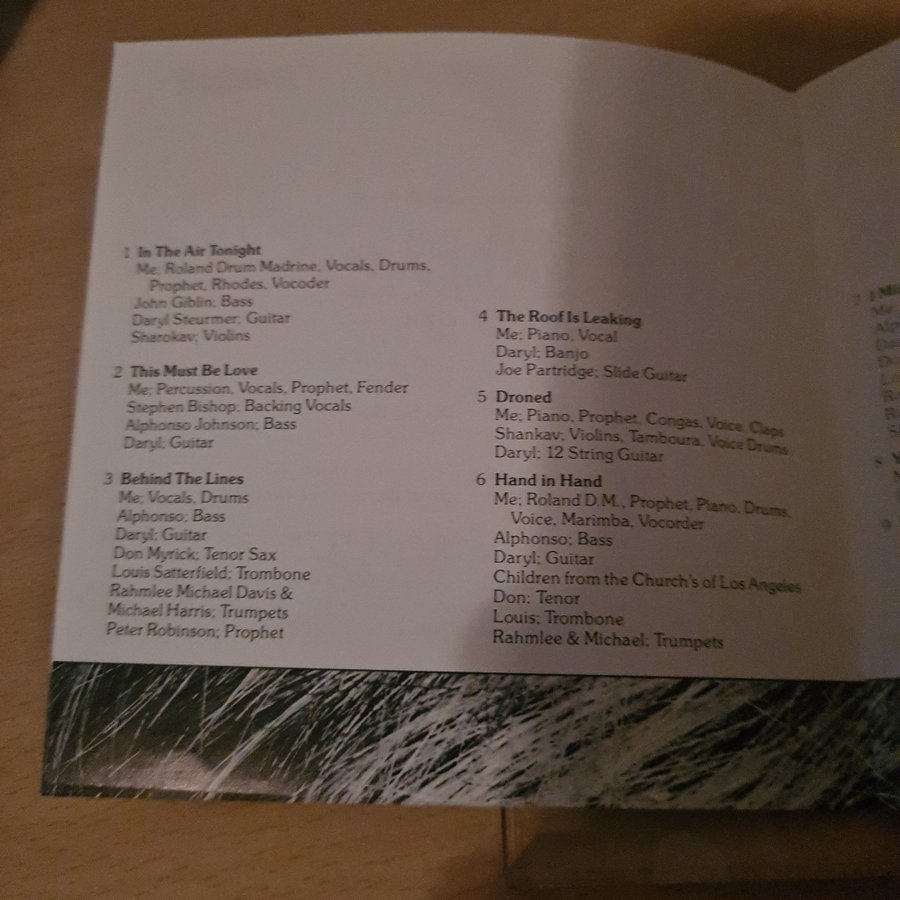 1 In The Air Tonight
Me; Roland Drum Madrine, Vocals, Drums,
Prophet, Rhodes, Vocoder
John Giblin; Bass
Daryl Steurmer; Guitar
Sharokav; Violins
2 This Must Be Love
Me; Percussion, Vocals, Prophet, Fender
Stephen Bishop; Backing Vocals
Alphonso Johnson; Bass
Daryl; Guitar
3 Behind The Lines
Me; Vocals, Drums
Alphonso; Bass
Daryl; Guitar
Don Myrick; Tenor Sax
Louis Satterfield; Trombone
Rahmlee Michael Davis &
Michael Harris; Trumpets
Peter Robinson; Prophet
4 The Roof Is Leaking
Me; Piano, Vocal
Daryl; Banjo
Joe Partridge; Slide Guitar
5 Droned
Me; Piano, Prophet, Congas, Voice, Claps
Shankav; Violins, Tamboura, Voice Drums
Daryl; 12 String Guitar
6 Hand in Hand
Me; Roland D.M., Prophet, Piano, Drums,
Voice, Marimba, Vocorder
Alphonso; Bass
Daryl; Guitar
Children from the Church's of Los Angeles
Don; Tenor
Louis; Trombone
Rahmlee & Michael; Trumpets